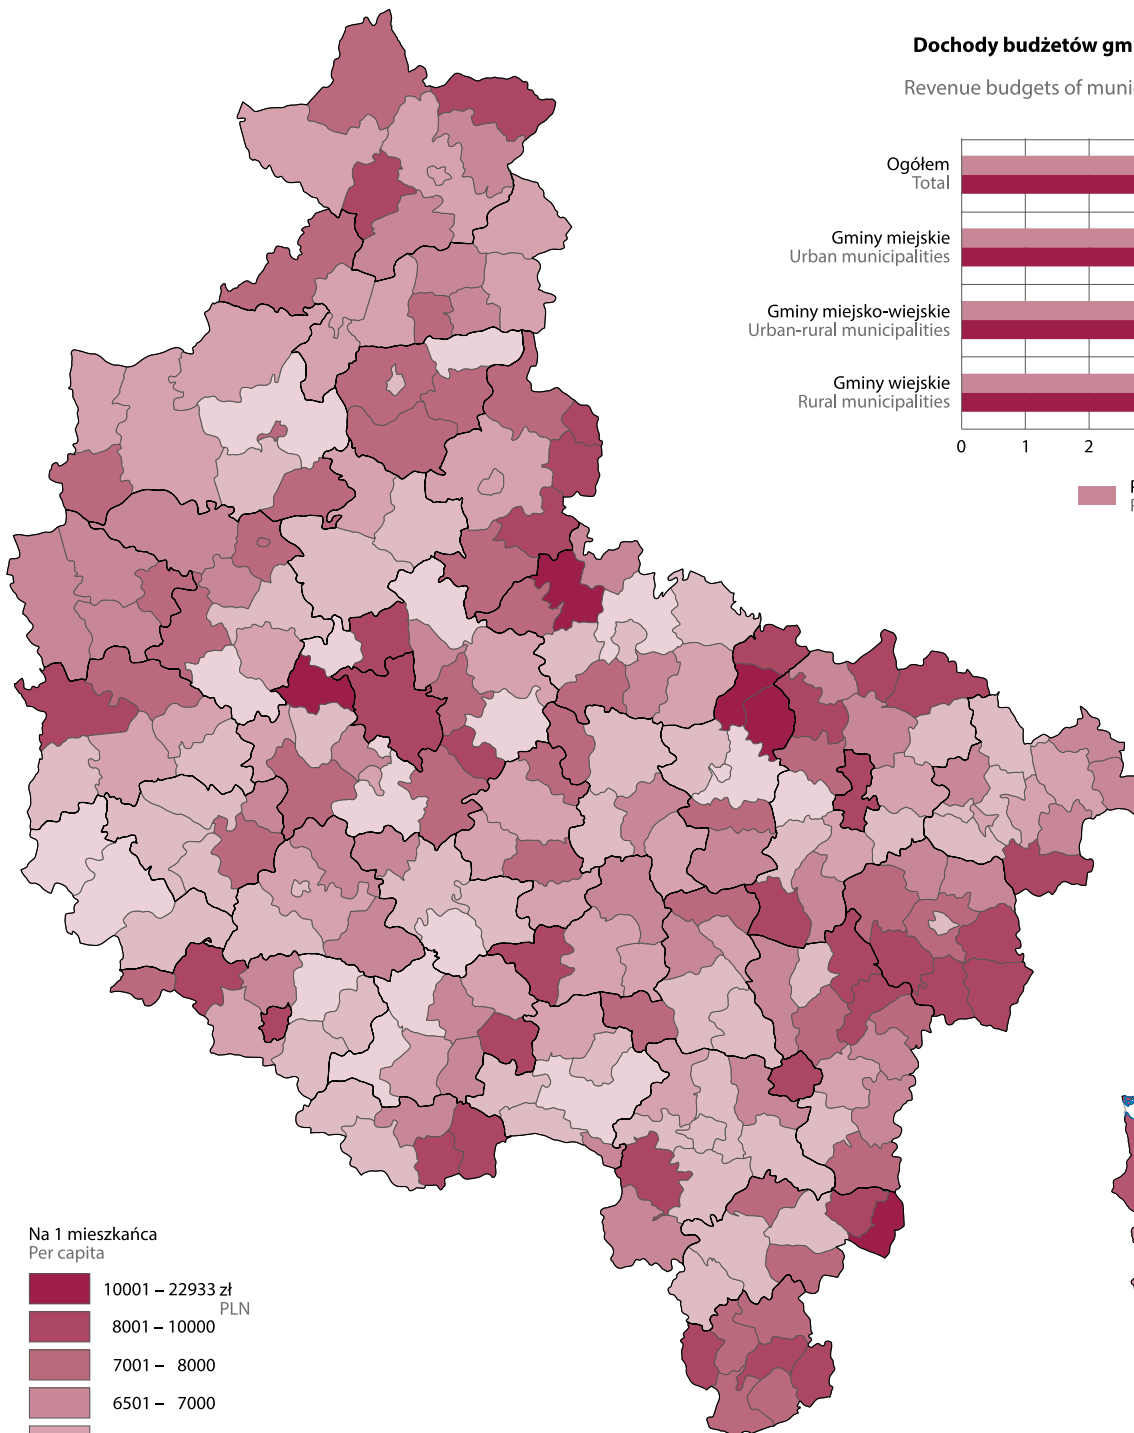 Dochody budżetów gm
Revenue budgets of muni
Ogółem
Total
Gminy miejskie
Urban municipalities
Gminy miejsko-wiejskie
Urban-rural municipalities
Gminy wiejskie
Rural municipalities
0 1 2
Na 1 mieszkańca
Per capita
10001 – 22933 zł
PLN
8001 – 10000
7001 – 8000
6501 – 7000